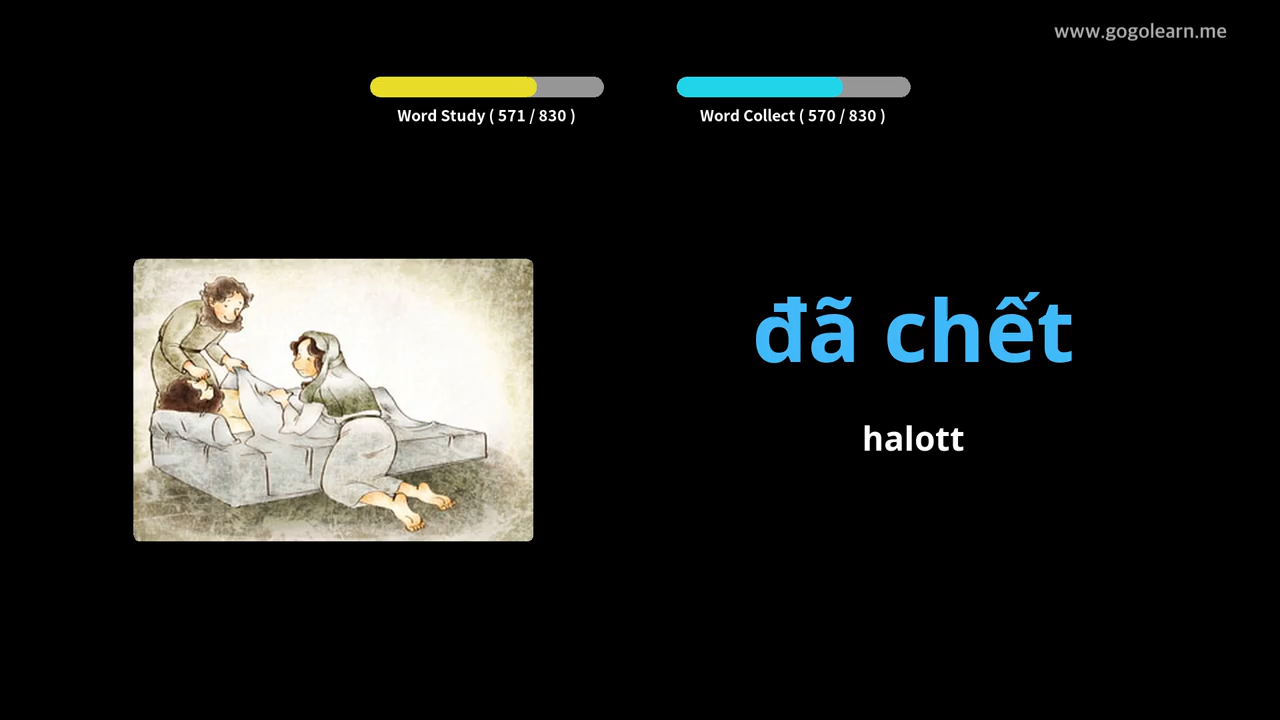 www.gogolearn.me
Word Study ( 571 / 830 )
Word Collect ( 570 / 830 )
đã chết
halott